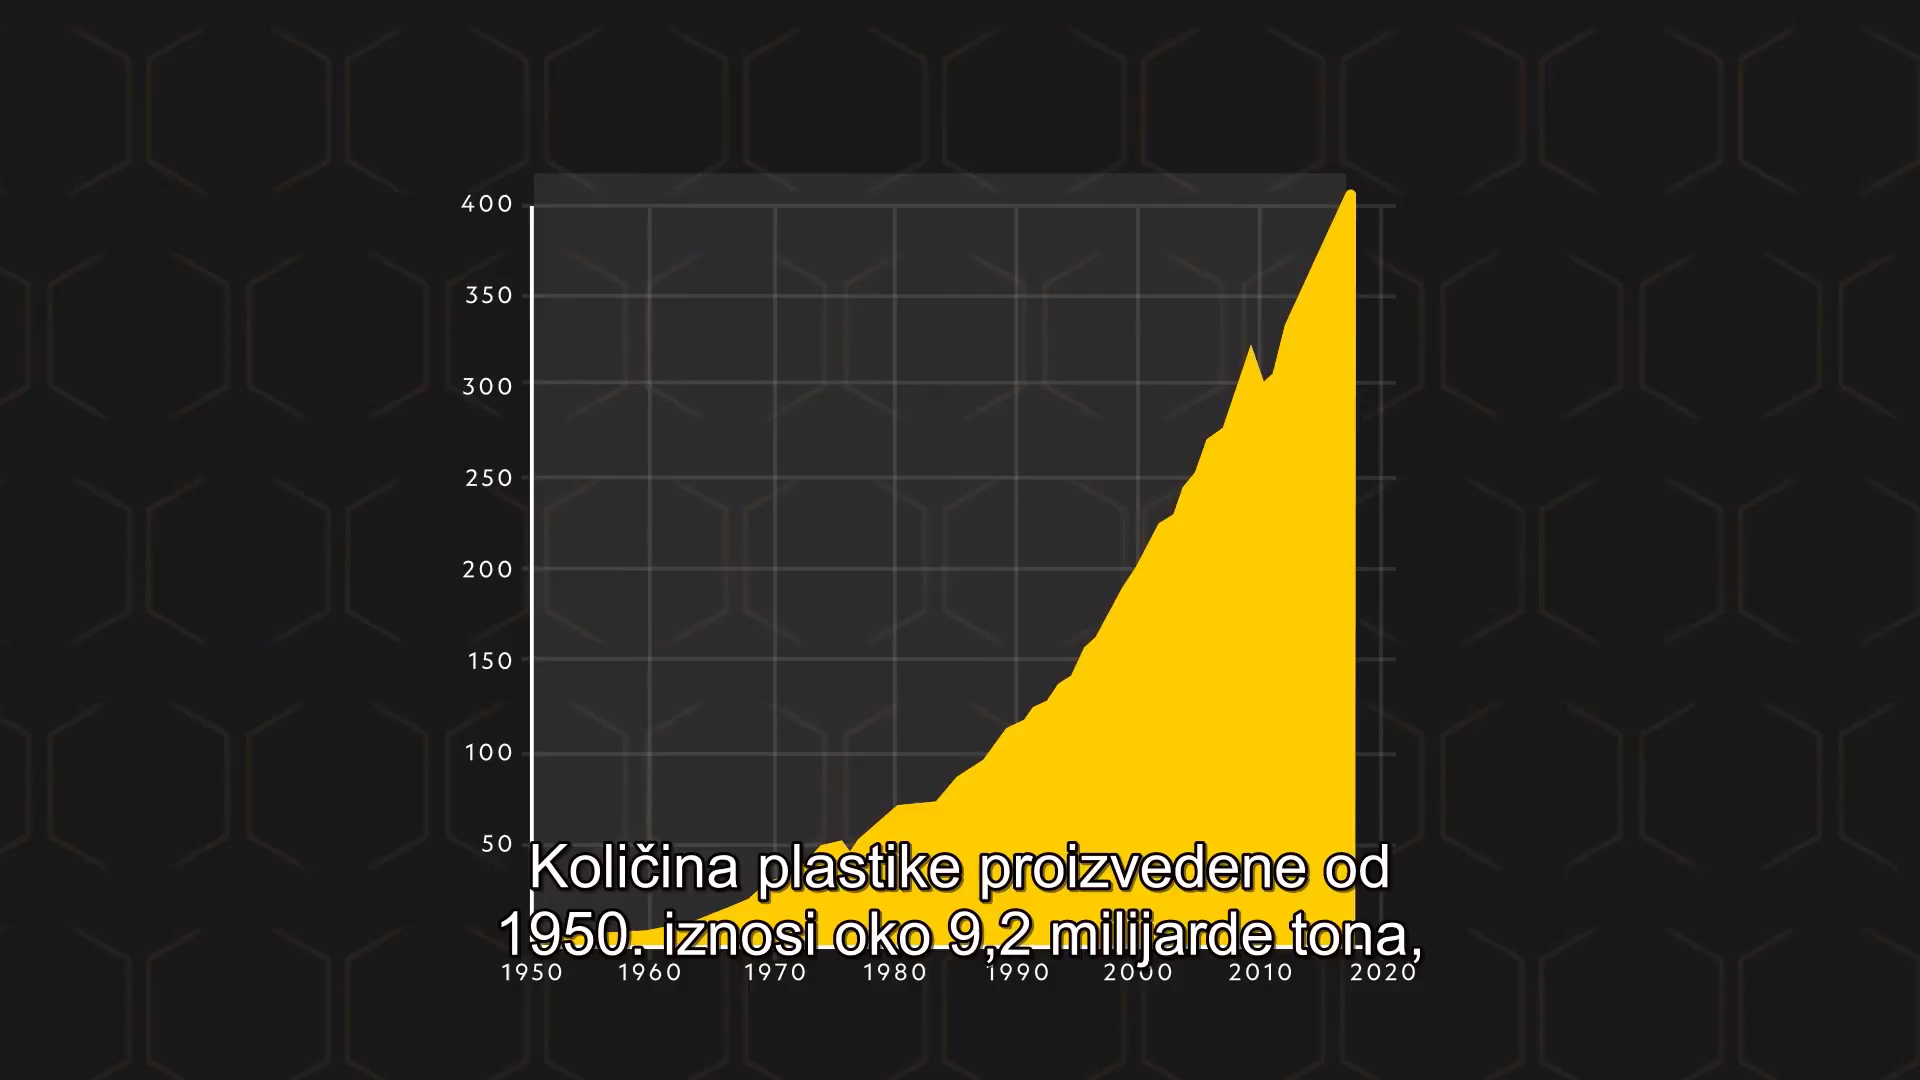 400
350
300
250
200
150
100
50
Količina plastike proizvedene od
1950. iznosi oko 9,2 milijarde tona,
1950 1960 1970 1980 1990 2000 2010 2020